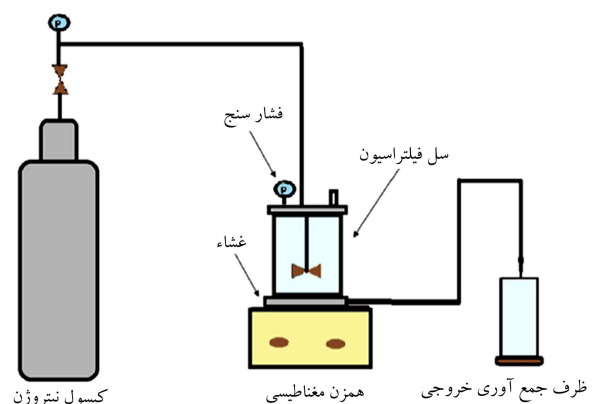 P
فشار سنج
سل فیلتراسیون
P
غشاء
کپسول نیتروژن
همزن مغناطیسی
ظرف جمع آوری خروجی